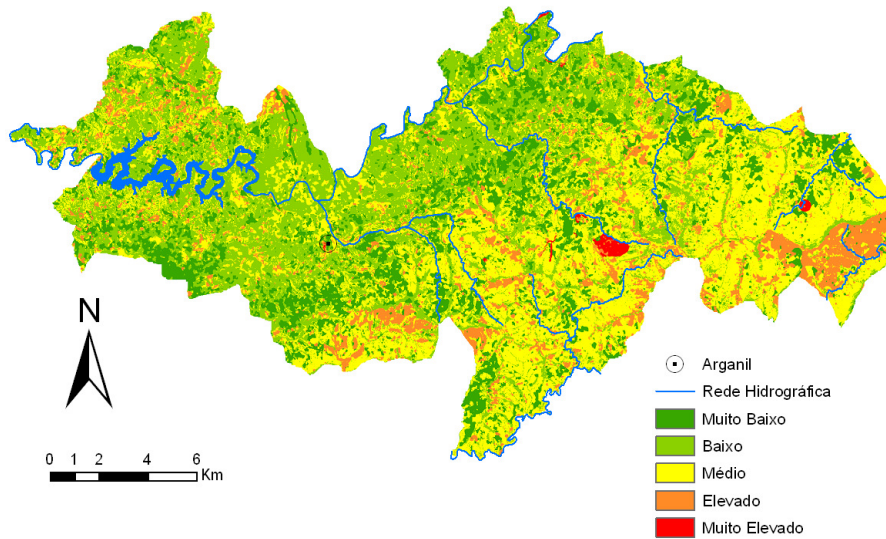 N
0 1 2 4 6
Km
Arganil
Rede Hidrográfica
Muito Baixo
Baixo
Médio
Elevado
Muito Elevado